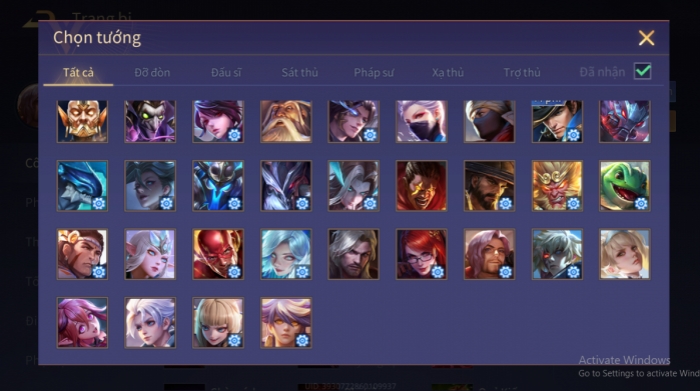 Trang bị
Chọn tướng
Tất cả
Đỡ đòn
Đấu sĩ
Sát thủ
Pháp sư
Xạ thủ
Trợ thủ
Đã nhận
Activate Windows
Go to Settings to activate Wind